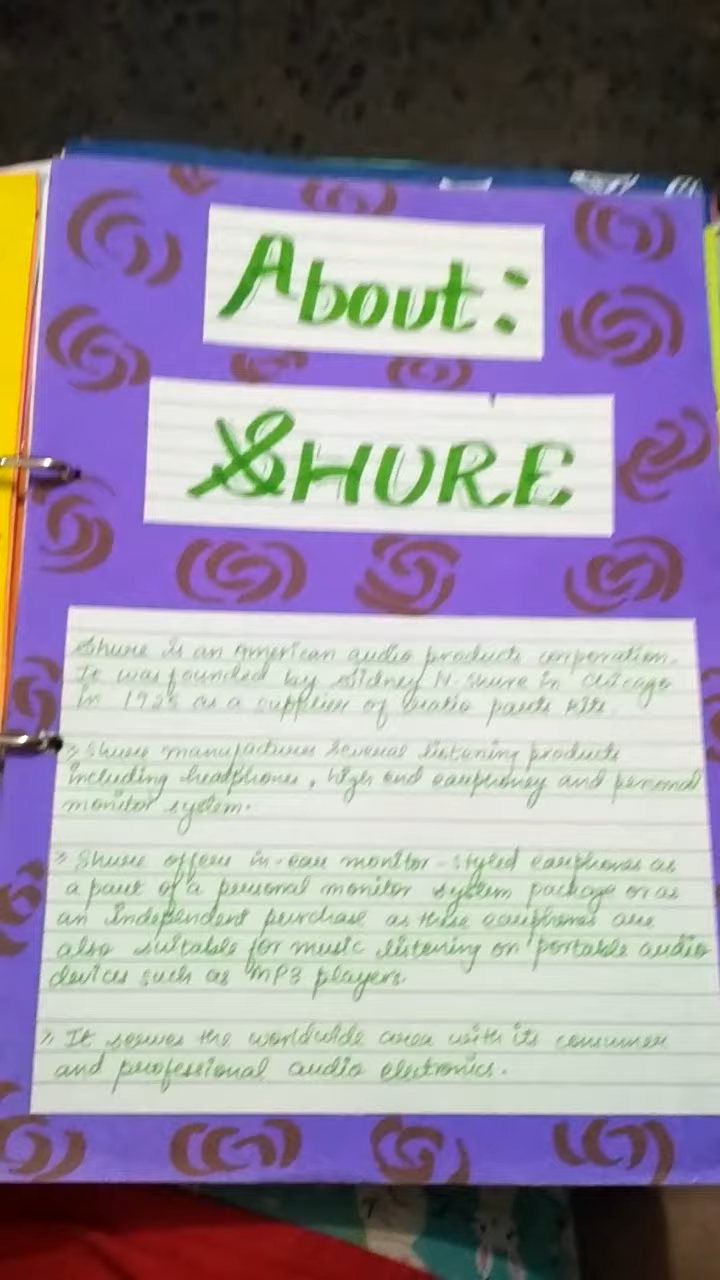 About:
SHURE
Shure is an American audio products corporation.
It was founded by Sidney N. Shure in Chicago
in 1925 as a supplier of radio parts kits.
» Shure manufactures several listening products
including headphones, high end earphones and personal
monitor system.
» Shure offers in-ear monitor-styled earphones as
a part of a personal monitor system package or as
an independent purchase as these earphones are
also suitable for music listening on portable audio
devices such as MP3 players.
» It serves the worldwide area with its consumer
and professional audio electronics.